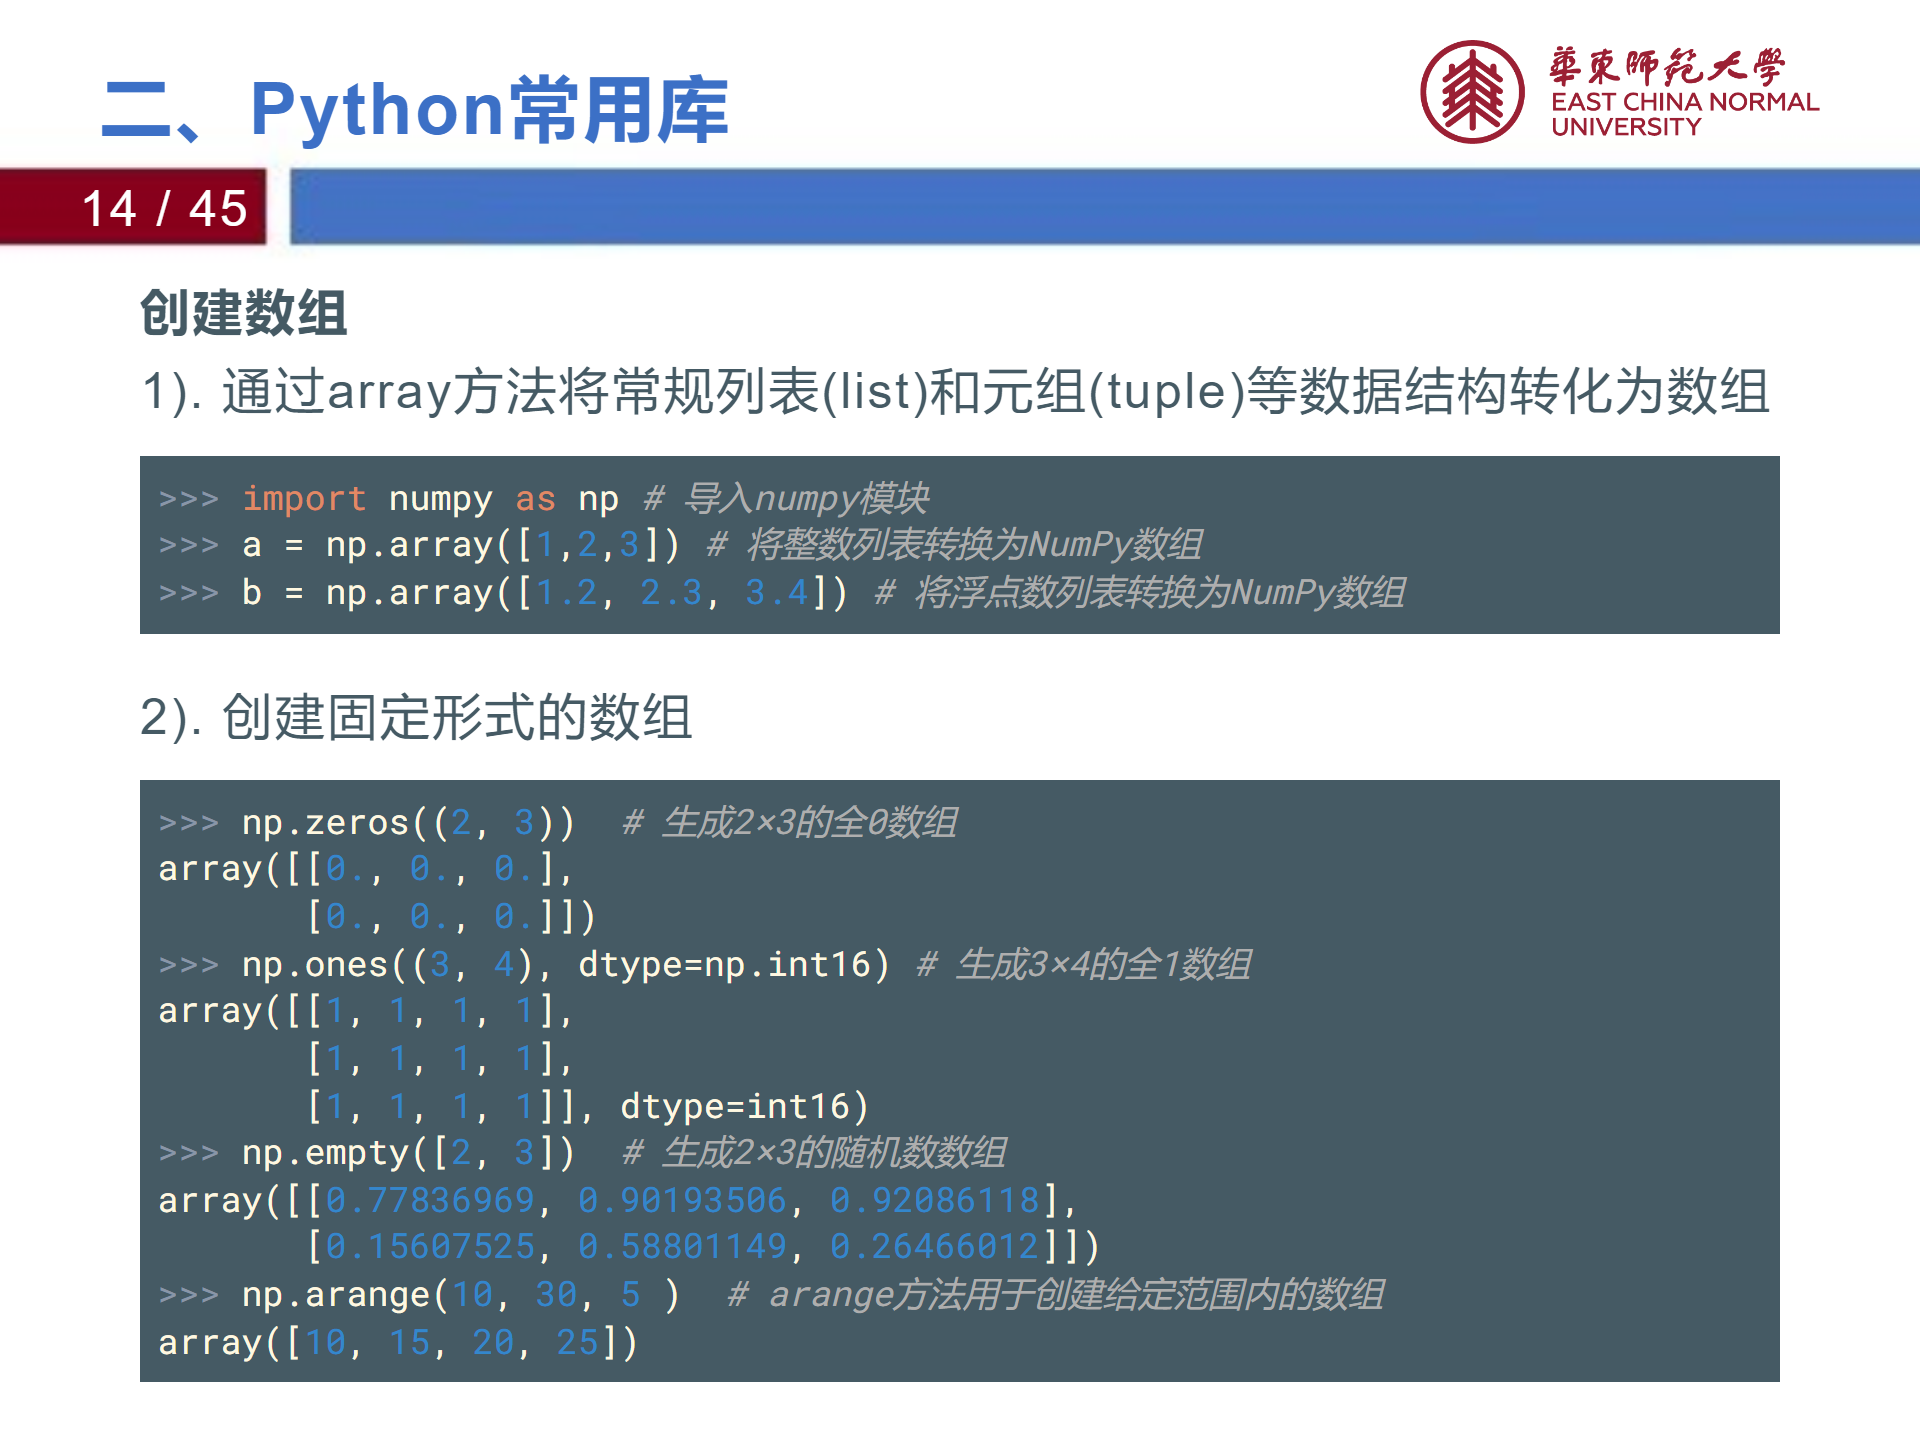 二、Python常用库
華東師範大學
EAST CHINA NORMAL
UNIVERSITY
14 / 45
创建数组
1). 通过array方法将常规列表(list)和元组(tuple)等数据结构转化为数组
>>> import numpy as np # 导入numpy模块
>>> a = np.array([1,2,3]) # 将整数列表转换为NumPy数组
>>> b = np.array([1.2, 2.3, 3.4]) # 将浮点数列表转换为NumPy数组
2). 创建固定形式的数组
>>> np.zeros((2, 3))  # 生成2×3的全0数组
array([[0., 0., 0.],
       [0., 0., 0.]])
>>> np.ones((3, 4), dtype=np.int16) # 生成3×4的全1数组
array([[1, 1, 1, 1],
       [1, 1, 1, 1],
       [1, 1, 1, 1]], dtype=int16)
>>> np.empty([2, 3])  # 生成2×3的随机数数组
array([[0.77836969, 0.90193506, 0.92086118],
       [0.15607525, 0.58801149, 0.26466012]])
>>> np.arange(10, 30, 5 )  # arange方法用于创建给定范围内的数组
array([10, 15, 20, 25])